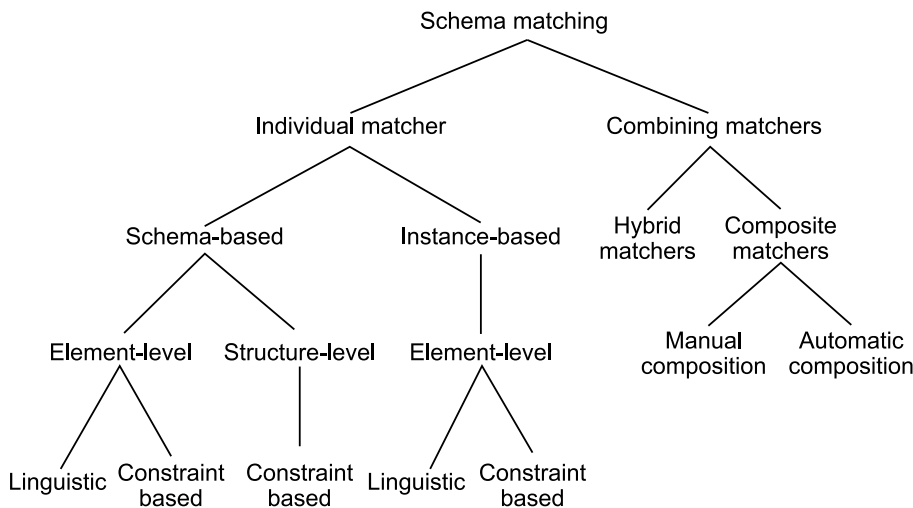 Schema matching
Individual matcher
Combining matchers
Schema-based
Instance-based
Hybrid
matchers
Composite
matchers
Element-level
Structure-level
Element-level
Manual
composition
Automatic
composition
Linguistic
Constraint
based
Constraint
based
Linguistic
Constraint
based